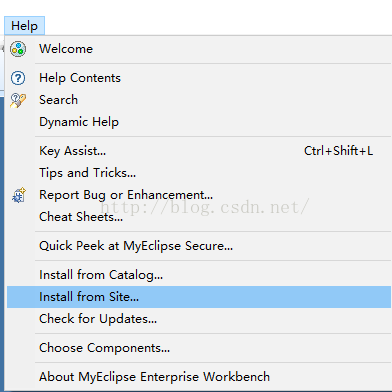 Help
Welcome
Help Contents
Search
Dynamic Help
Key Assist... Ctrl+Shift+L
Tips and Tricks...
Report Bug or Enhancement...
Cheat Sheets...
http://blog.csdn.net/
Quick Peek at MyEclipse Secure...
Install from Catalog...
Install from Site...
Check for Updates...
Choose Components...
About MyEclipse Enterprise Workbench